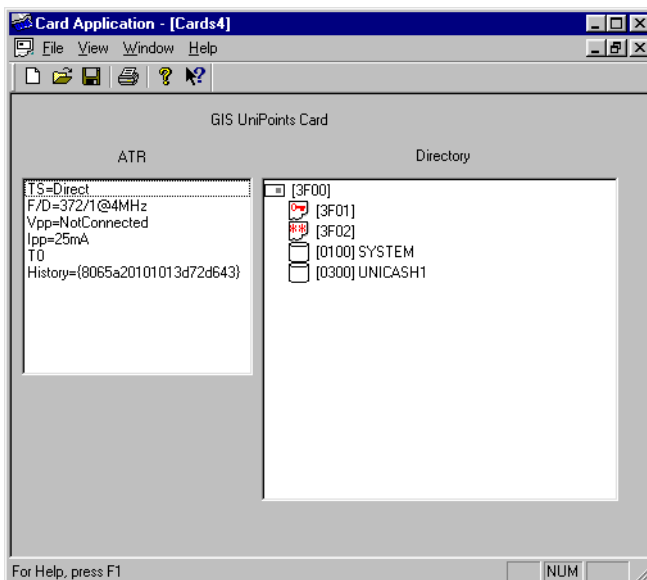 Card Application - [Cards4]
File View Window Help
GIS UniPoints Card
ATR
Directory
TS=Direct
F/D=372/1@4MHz
Vpp=NotConnected
Ipp=25mA
T0
History={8065a20101013d72d643}
[3F00]
[3F01]
[3F02]
[0100] SYSTEM
[0300] UNICASH1
For Help, press F1
NUM